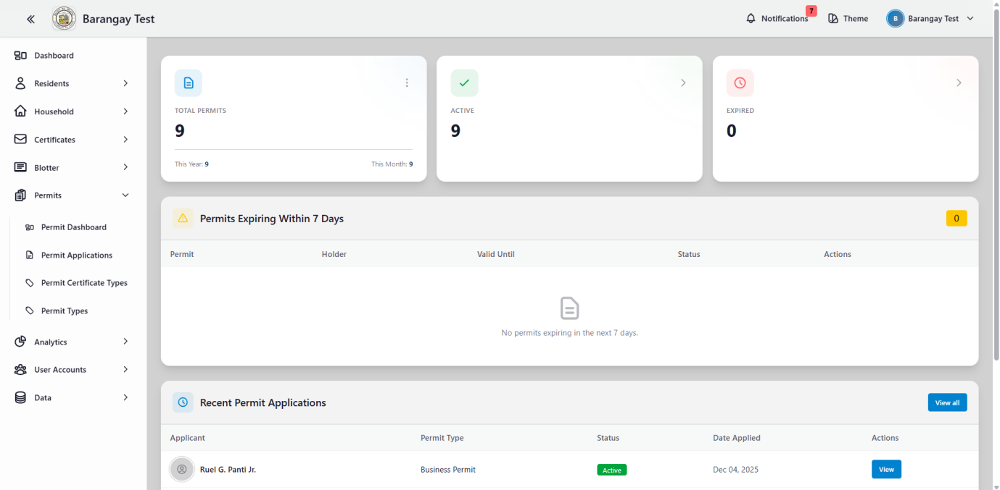 Barangay Test
Notifications 7
Theme
B Barangay Test
Dashboard
Residents
Household
Certificates
Blotter
Permits
Permit Dashboard
Permit Applications
Permit Certificate Types
Permit Types
Analytics
User Accounts
Data
TOTAL PERMITS
9
This Year: 9 This Month: 9
ACTIVE
9
EXPIRED
0
Permits Expiring Within 7 Days 0
Permit Holder Valid Until Status Actions
No permits expiring in the next 7 days.
Recent Permit Applications View all
Applicant Permit Type Status Date Applied Actions
Ruel G. Panti Jr. Business Permit Active Dec 04, 2025 View